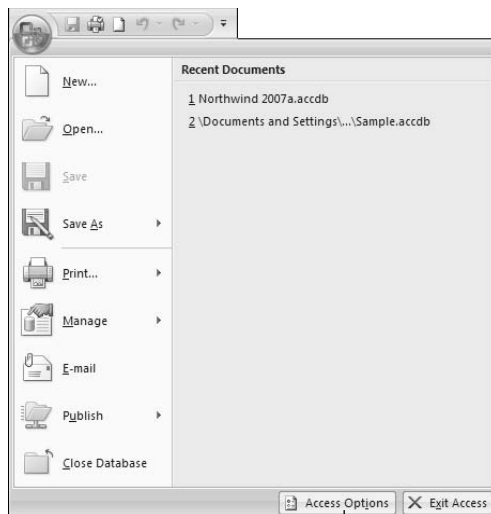 Recent Documents
New...
1 Northwind 2007a.accdb
2 \Documents and Settings\...\Sample.accdb
Open...
Save
Save As
Print...
Manage
E-mail
Publish
Close Database
Access Options
Exit Access